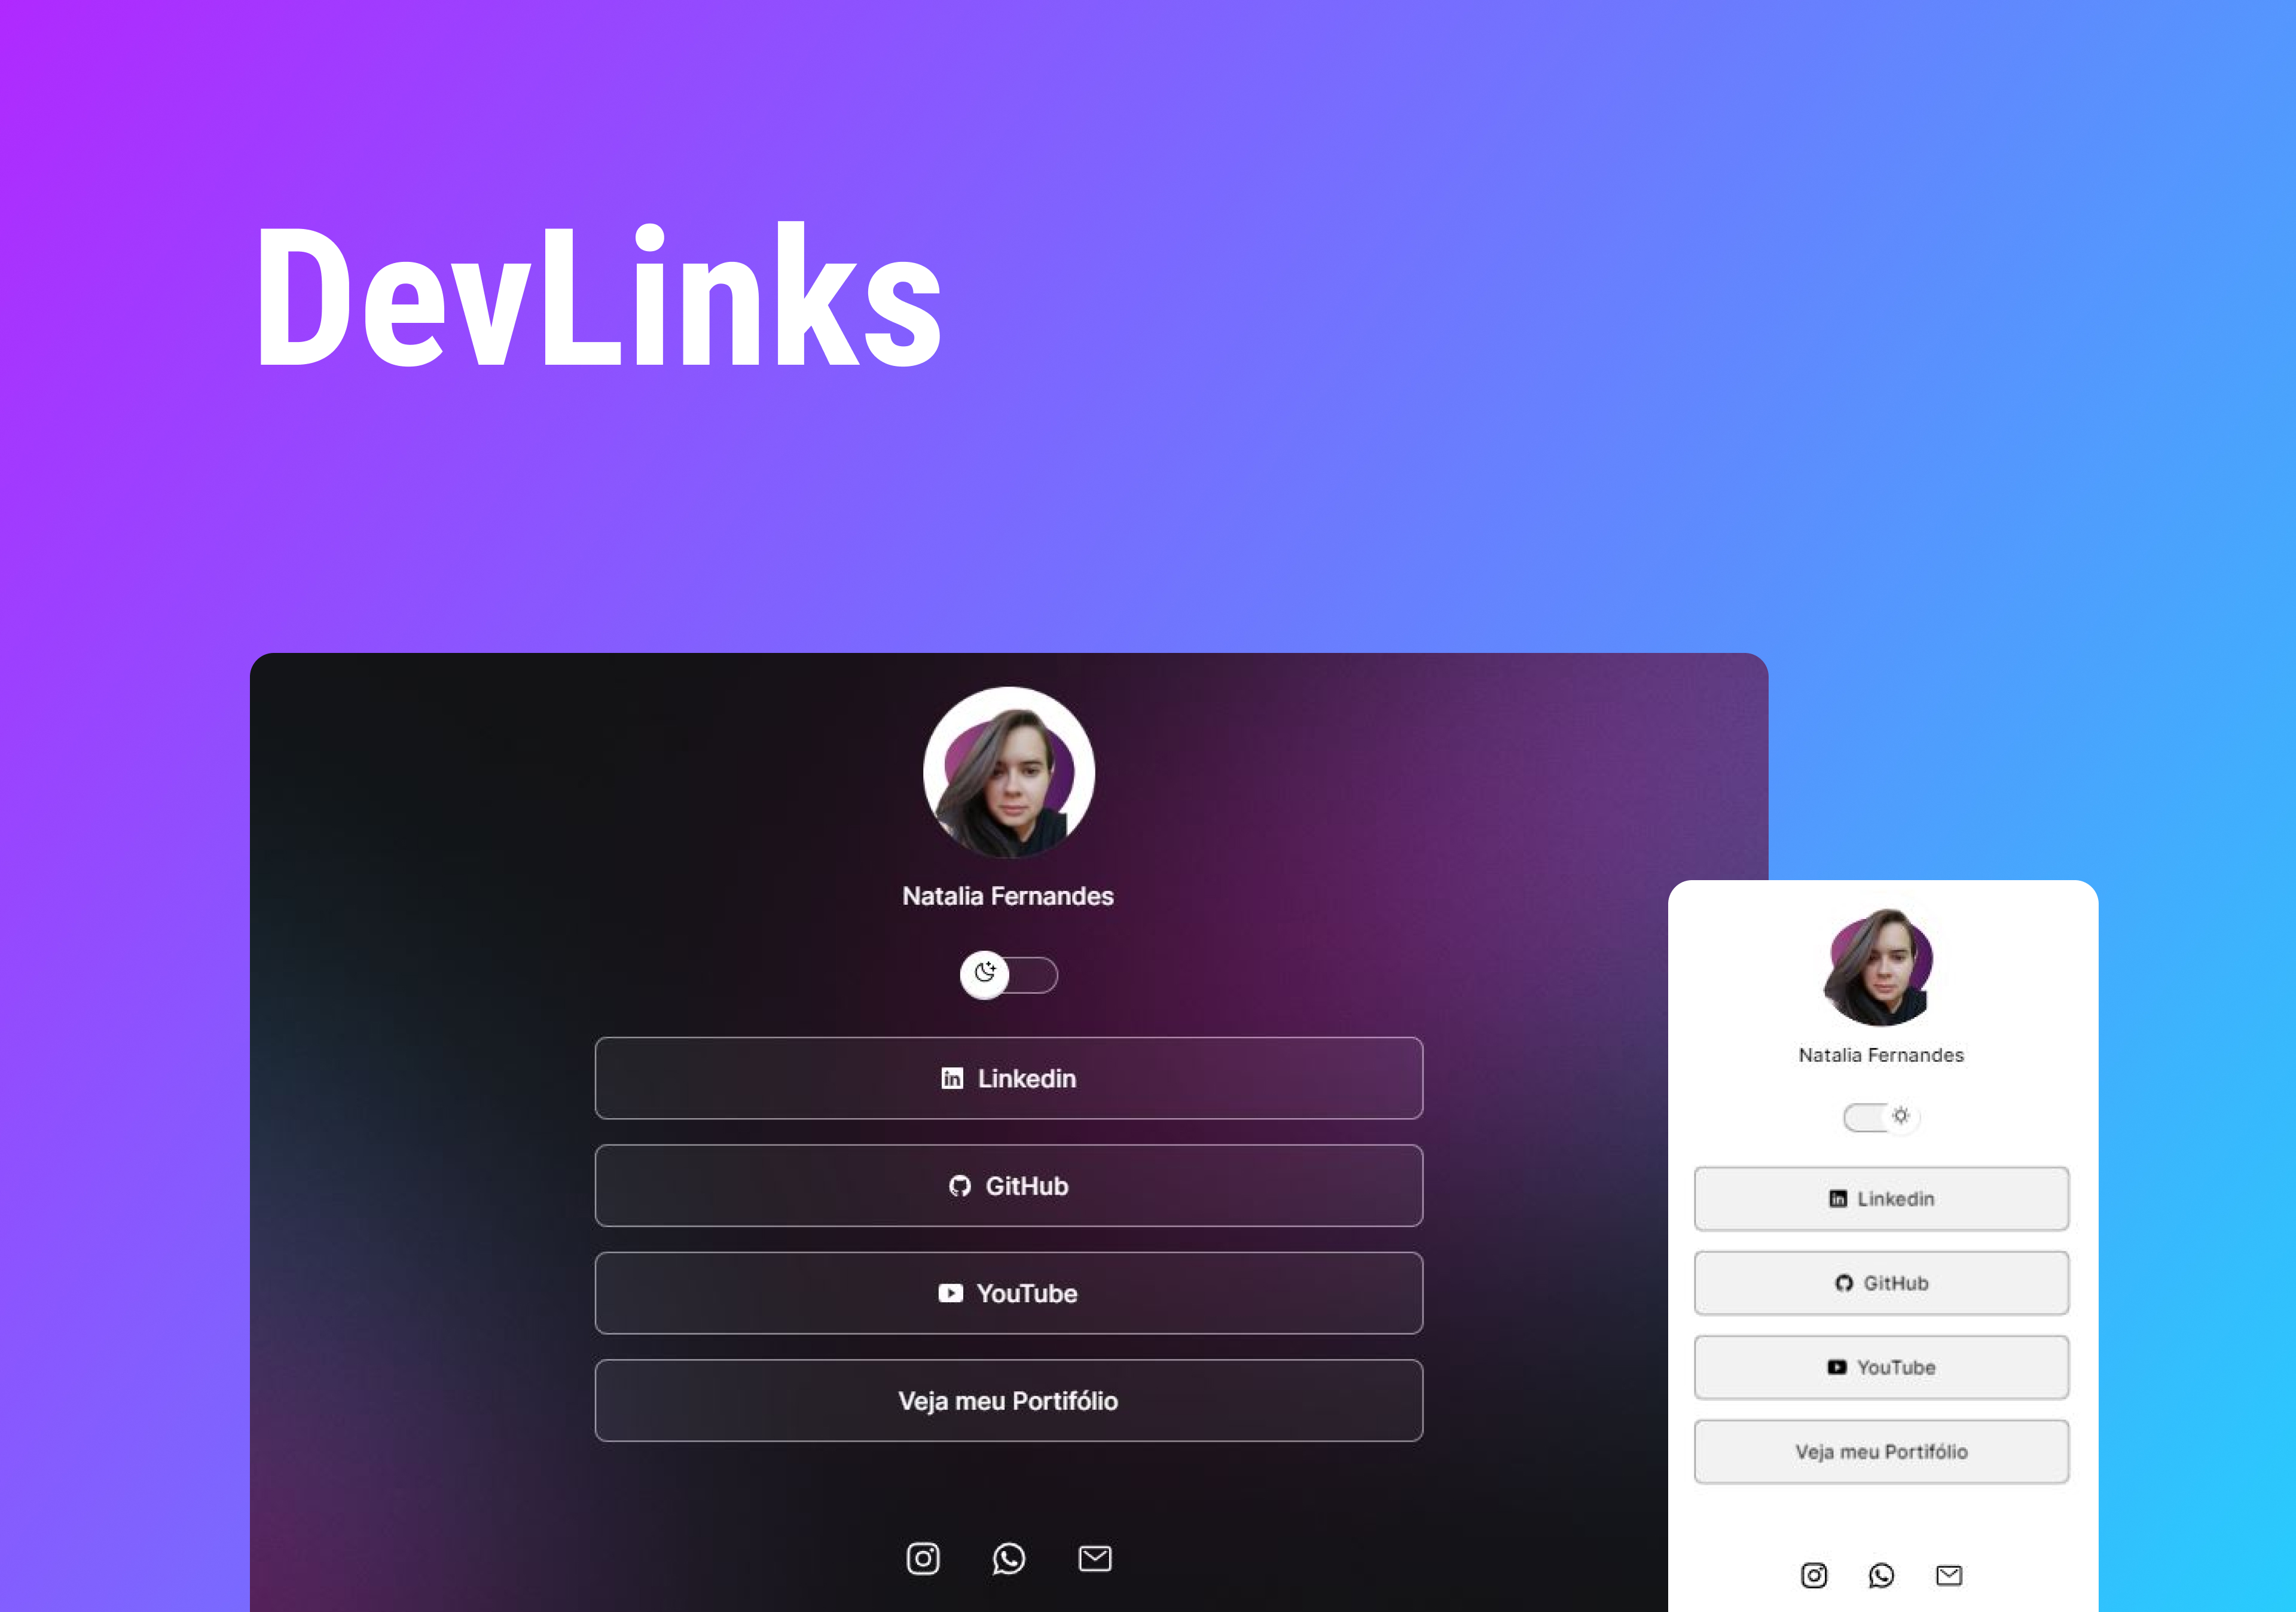 DevLinks
Natalia Fernandes
Linkedin
GitHub
YouTube
Veja meu Portifólio
Natalia Fernandes
Linkedin
GitHub
YouTube
Veja meu Portifólio